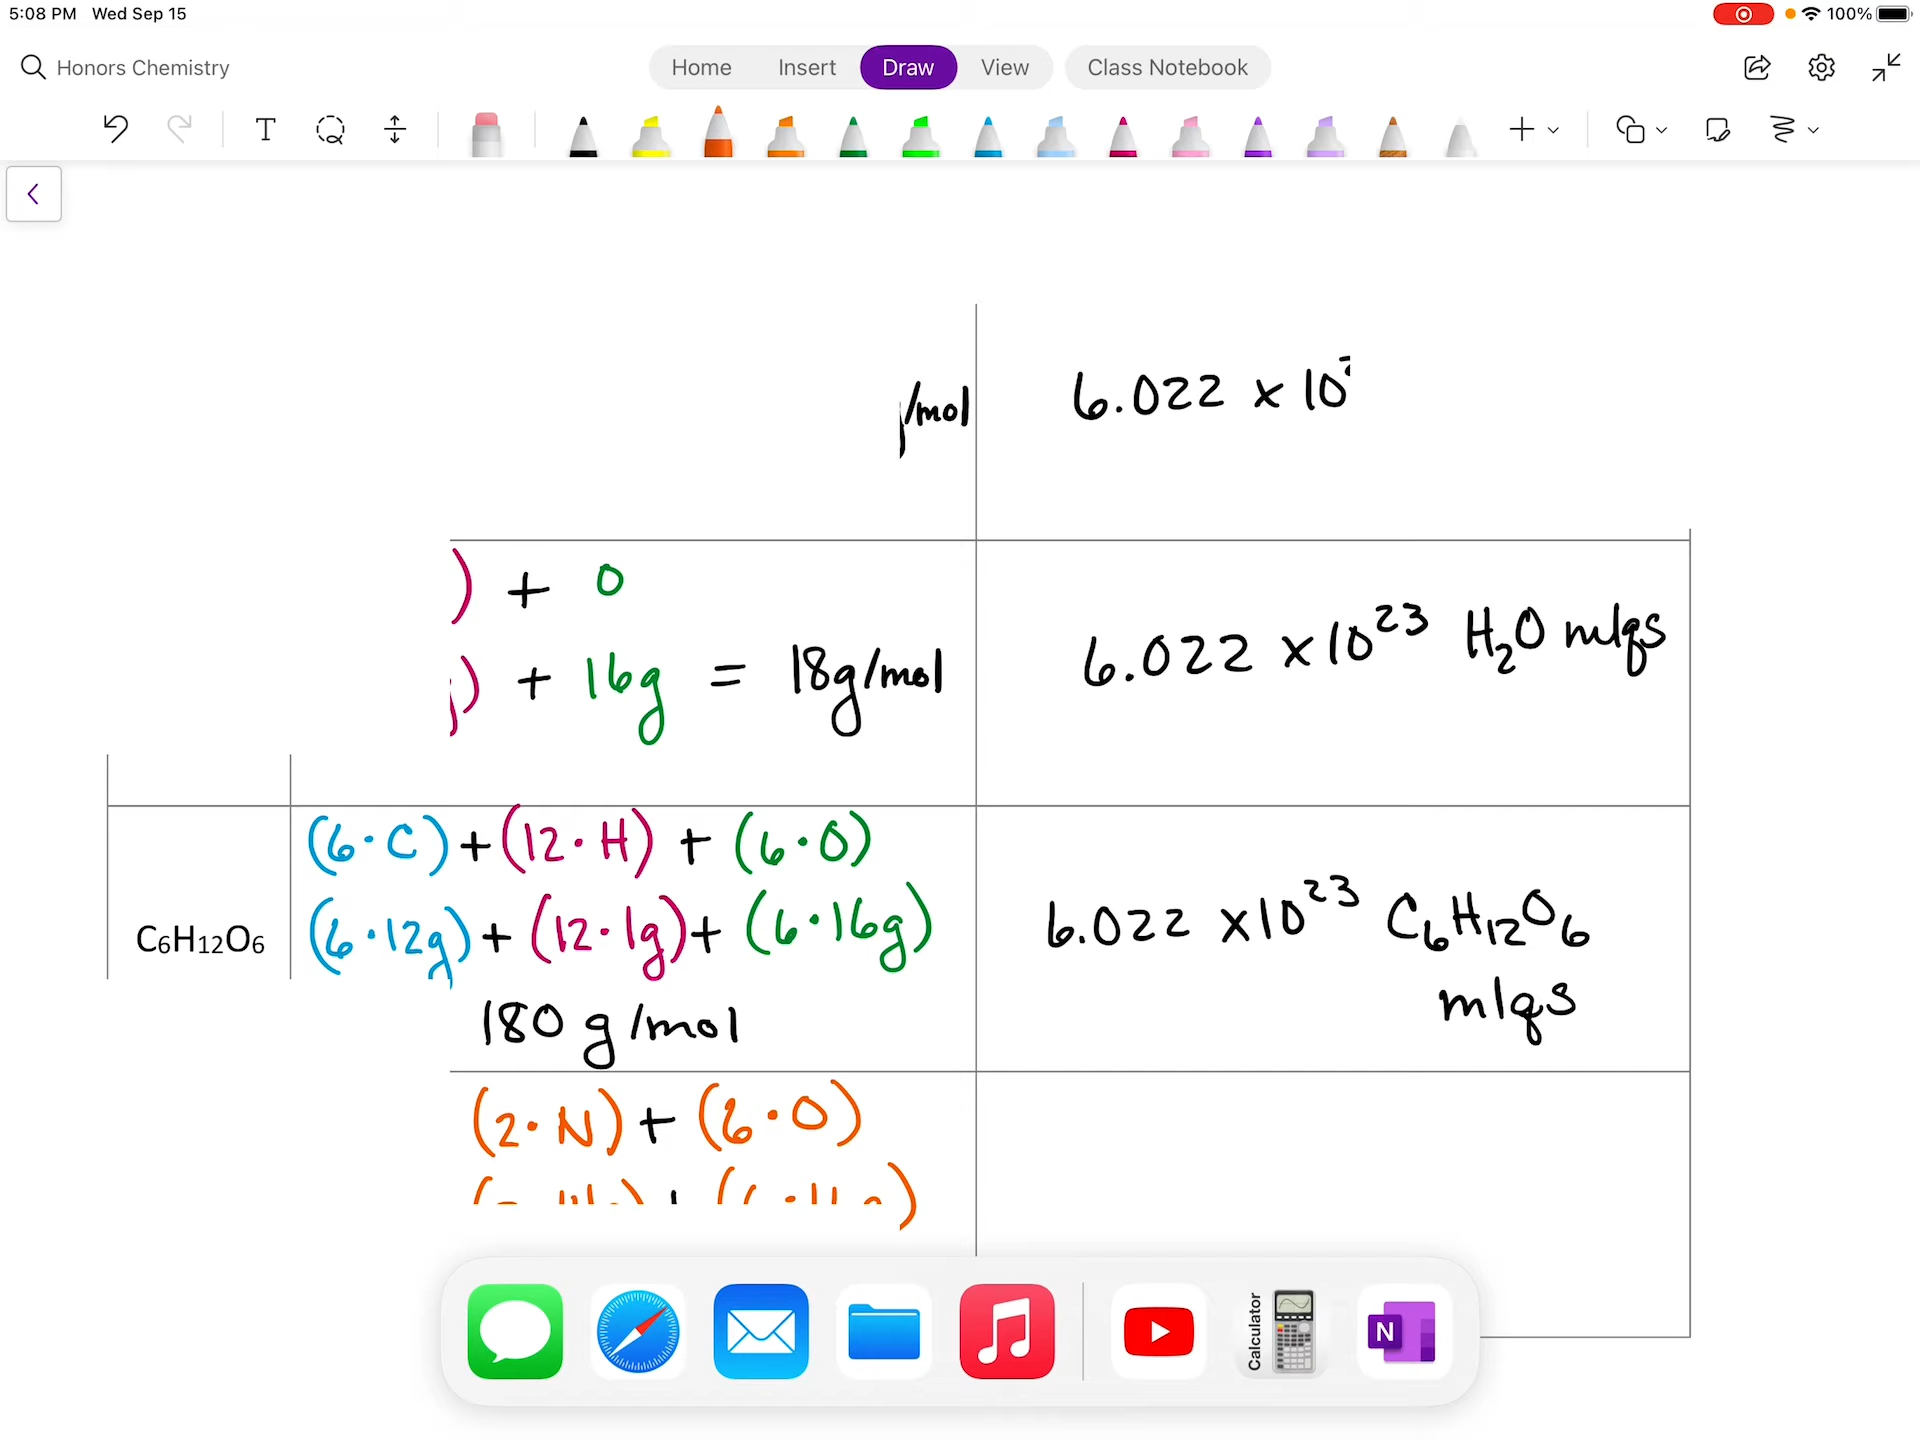 5:08 PM Wed Sep 15
100%
Honors Chemistry
Home Insert Draw View Class Notebook
/mol 6.022 x 10
) + O
) + 16g = 18g/mol 6.022 x 10²³ H₂O mlqs
(6·C) + (12·H) + (6·O)
C₆H₁₂O₆ (6·12g) + (12·1g) + (6·16g) 6.022 x 10²³ C₆H₁₂O₆
180 g/mol mlqs
(2·N) + (6·O)
Calculator
N